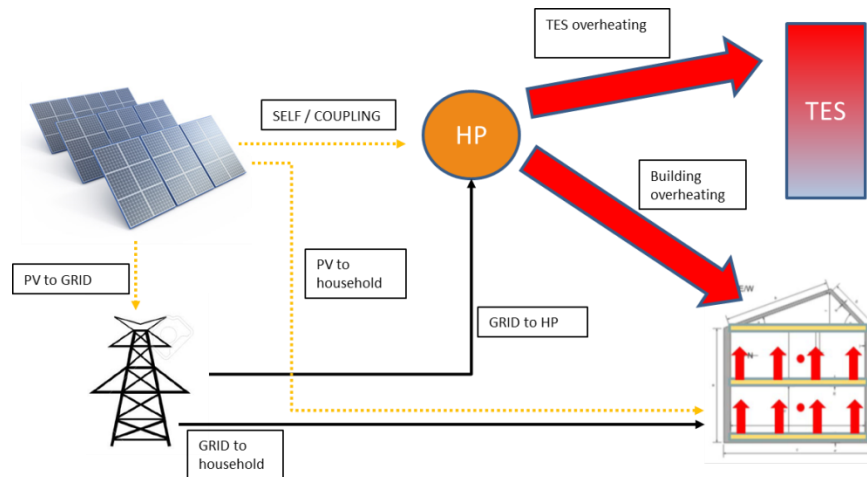 TES overheating
SELF / COUPLING
HP
TES
Building
overheating
PV to GRID
PV to
household
E/W
GRID to HP
N
GRID to
household